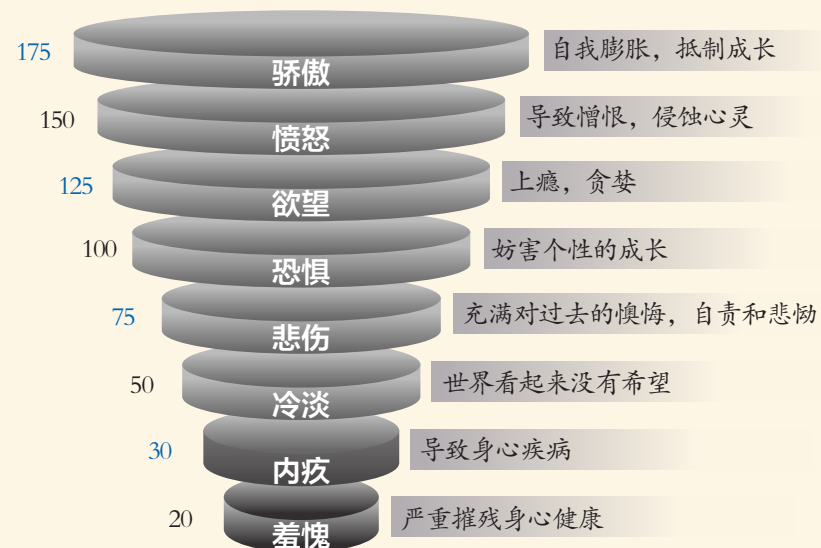 175 骄傲 自我膨胀，抵制成长
150 愤怒 导致憎恨，侵蚀心灵
125 欲望 上瘾，贪婪
100 恐惧 妨害个性的成长
75 悲伤 充满对过去的懊悔，自责和悲恸
50 冷淡 世界看起来没有希望
30 内疚 导致身心疾病
20 羞愧 严重摧残身心健康